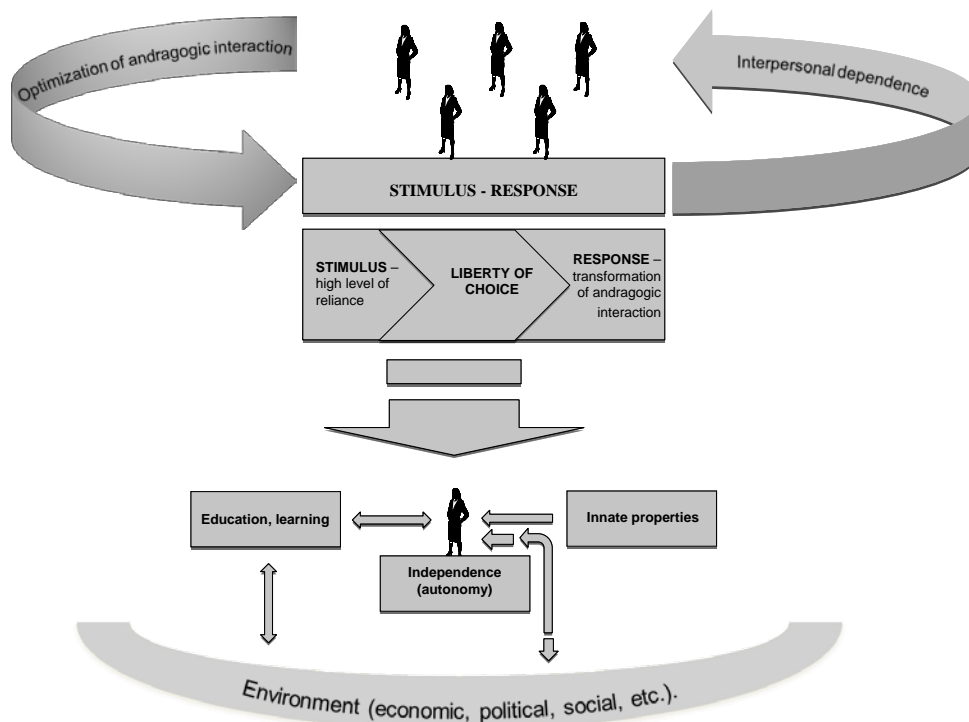 Optimization of andragogic interaction
Interpersonal dependence
STIMULUS - RESPONSE
STIMULUS –
high level of
reliance
LIBERTY OF
CHOICE
RESPONSE –
transformation
of andragogic
interaction
Education, learning
Innate properties
Independence
(autonomy)
Environment (economic, political, social, etc.).